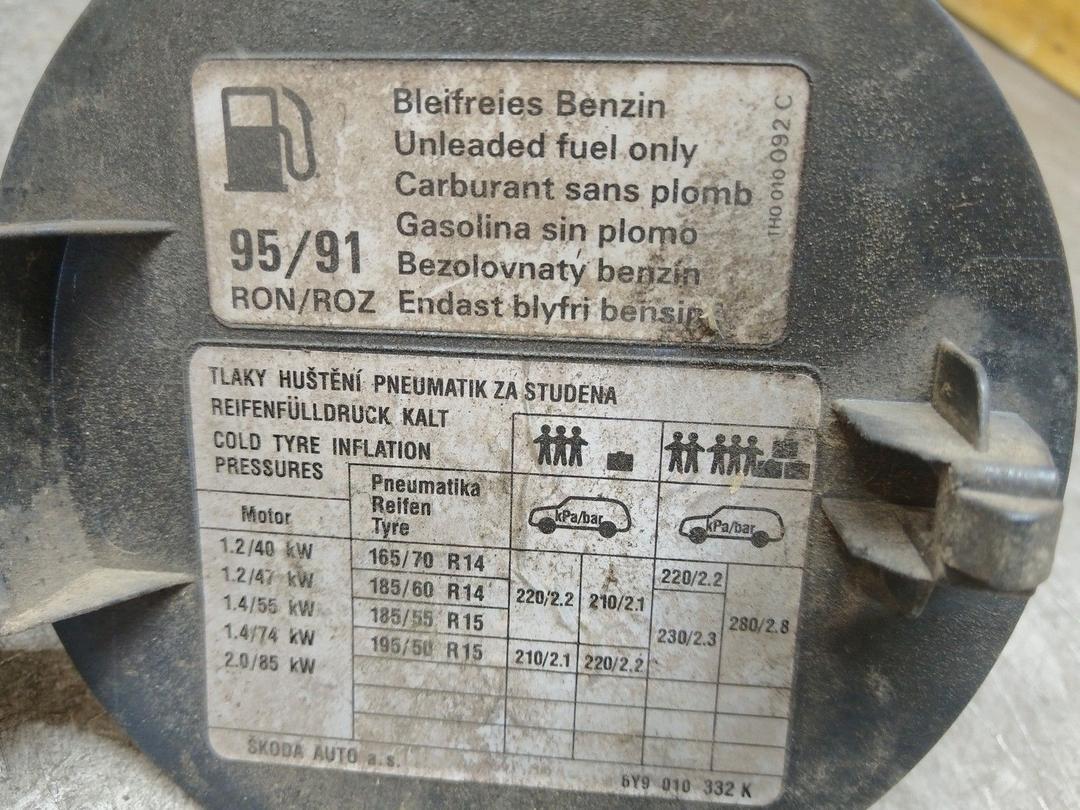 Bleifreies Benzin
Unleaded fuel only
Carburant sans plomb
Gasolina sin plomo
95/91 Bezolovnatý benzin
RON/ROZ Endast blyfri bensin
TH0 010 092 C
TLAKY HUŠTĚNÍ PNEUMATIK ZA STUDENA
REIFENFÜLLDRUCK KALT
COLD TYRE INFLATION
PRESSURES
Motor
Pneumatika
Reifen
Tyre
kPa/bar kPa/bar
1.2/40 kW 165/70 R14
1.2/47 kW 185/60 R14
1.4/55 kW 185/55 R15
1.4/74 kW 195/50 R15
2.0/85 kW
220/2.2 210/2.1 220/2.2
230/2.3 280/2.8
210/2.1 220/2.2
ŠKODA AUTO a.s.
6Y9 010 332 K